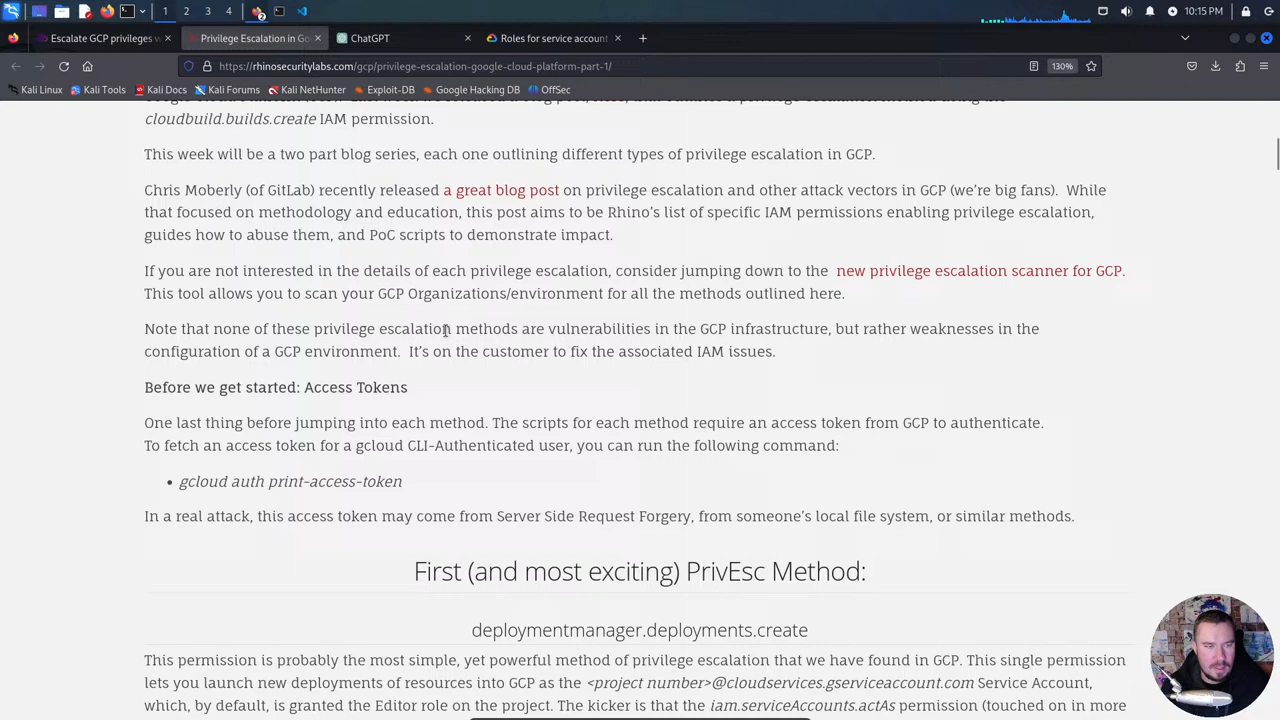 1 2 3 4 2 10:15 PM
Escalate GCP privileges w Privilege Escalation in Go ChatGPT Roles for service account
https://rhinosecuritylabs.com/gcp/privilege-escalation-google-cloud-platform-part-1/ 130%
Kali Linux Kali Tools Kali Docs Kali Forums Kali NetHunter Exploit-DB Google Hacking DB OffSec
cloudbuild.builds.create IAM permission.
This week will be a two part blog series, each one outlining different types of privilege escalation in GCP.
Chris Moberly (of GitLab) recently released a great blog post on privilege escalation and other attack vectors in GCP (we're big fans). While
that focused on methodology and education, this post aims to be Rhino's list of specific IAM permissions enabling privilege escalation,
guides how to abuse them, and PoC scripts to demonstrate impact.
If you are not interested in the details of each privilege escalation, consider jumping down to the new privilege escalation scanner for GCP.
This tool allows you to scan your GCP Organizations/environment for all the methods outlined here.
Note that none of these privilege escalation methods are vulnerabilities in the GCP infrastructure, but rather weaknesses in the
configuration of a GCP environment. It's on the customer to fix the associated IAM issues.
Before we get started: Access Tokens
One last thing before jumping into each method. The scripts for each method require an access token from GCP to authenticate.
To fetch an access token for a gcloud CLI-Authenticated user, you can run the following command:
• gcloud auth print-access-token
In a real attack, this access token may come from Server Side Request Forgery, from someone's local file system, or similar methods.
First (and most exciting) PrivEsc Method:
deploymentmanager.deployments.create
This permission is probably the most simple, yet powerful method of privilege escalation that we have found in GCP. This single permission
lets you launch new deployments of resources into GCP as the <project number>@cloudservices.gserviceaccount.com Service Account,
which, by default, is granted the Editor role on the project. The kicker is that the iam.serviceAccounts.actAs permission (touched on in more